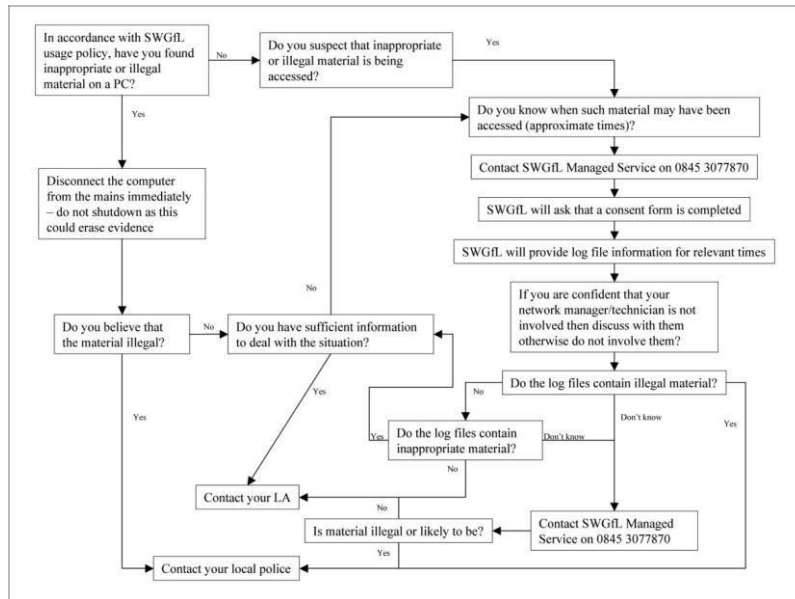 In accordance with SWGfL
usage policy, have you found
inappropriate or illegal
material on a PC?
No
Do you suspect that inappropriate
or illegal material is being
accessed?
Yes
Do you know when such material may have been
accessed (approximate times)?
Yes
Contact SWGfL Managed Service on 0845 3077870
Disconnect the computer
from the mains immediately
– do not shutdown as this
could erase evidence
SWGfL will ask that a consent form is completed
SWGfL will provide log file information for relevant times
No
If you are confident that your
network manager/technician is not
involved then discuss with them
otherwise do not involve them?
Do you believe that
the material illegal?
No
Do you have sufficient information
to deal with the situation?
Do the log files contain illegal material?
No
Yes
Yes
Don't know
Yes
Do the log files contain
inappropriate material?
Yes
Don't know
No
Contact your LA
No
Is material illegal or likely to be?
Contact SWGfL Managed
Service on 0845 3077870
Yes
Contact your local police